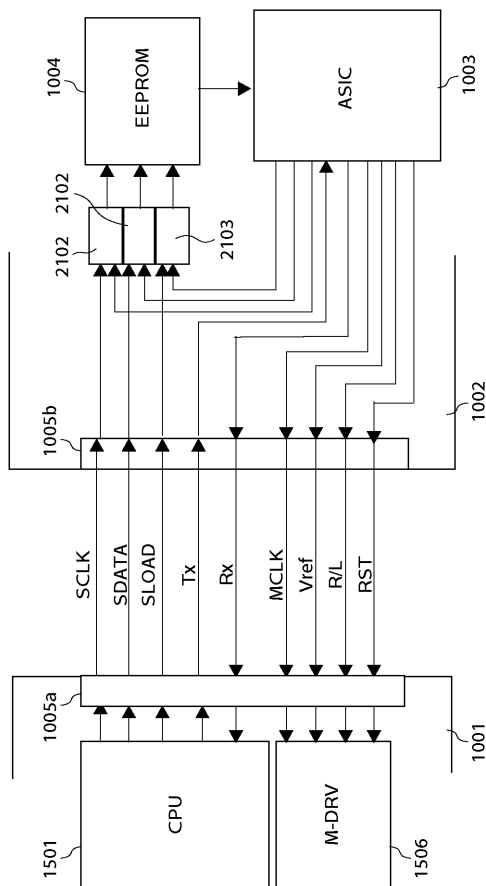 1004
EEPROM
2102
2102
2103
ASIC
1003
1005b
1002
SCLK
SDATA
SLOAD
Tx
Rx
MCLK
Vref
R/L
RST
1005a
1001
1501
CPU
M-DRV
1506